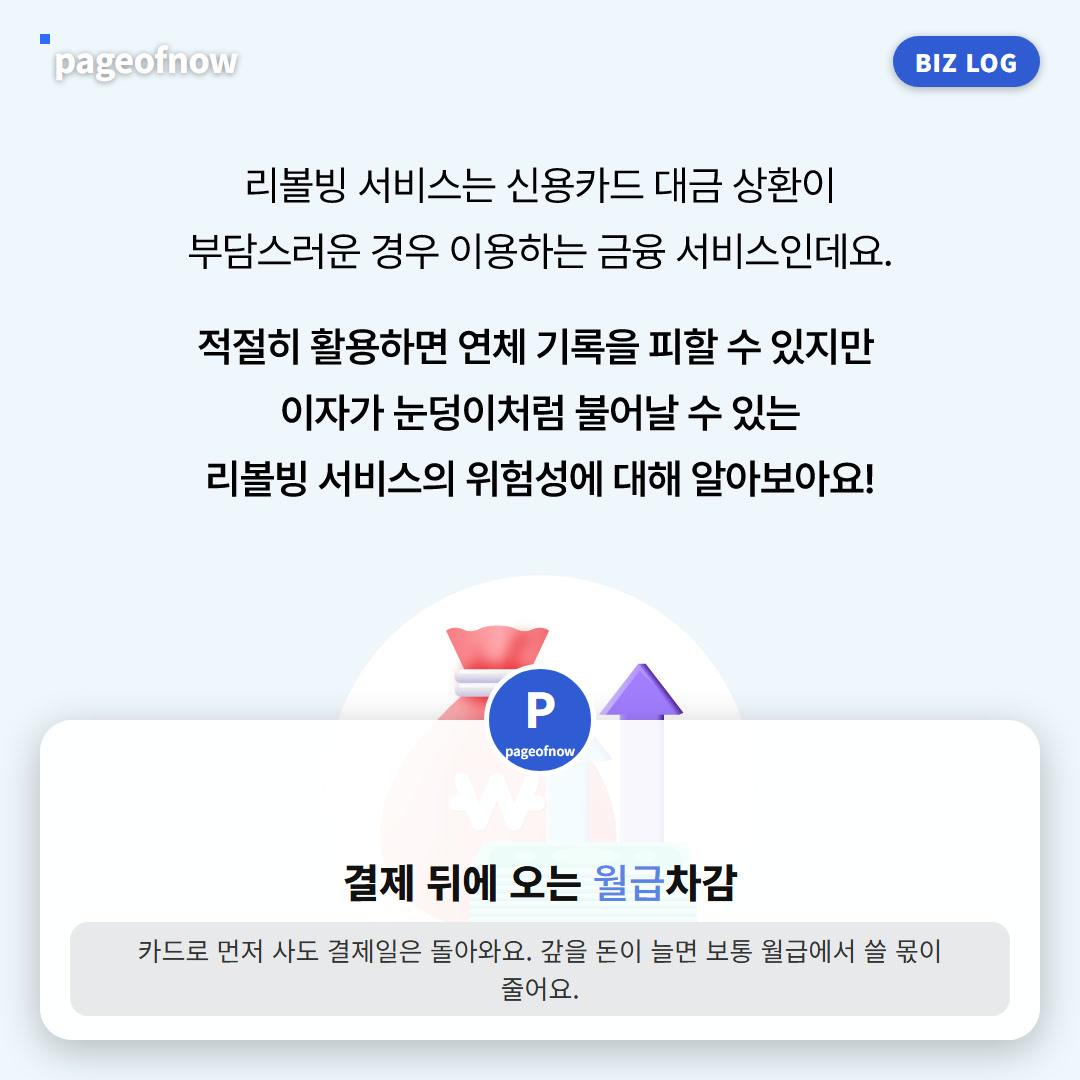 pageofnow
BIZ LOG
리볼빙 서비스는 신용카드 대금 상환이
부담스러운 경우 이용하는 금융 서비스인데요.
적절히 활용하면 연체 기록을 피할 수 있지만
이자가 눈덩이처럼 불어날 수 있는
리볼빙 서비스의 위험성에 대해 알아보아요!
P
pageofnow
₩
결제 뒤에 오는 월급차감
카드로 먼저 사도 결제일은 돌아와요. 갚을 돈이 늘면 보통 월급에서 쓸 몫이
줄어요.